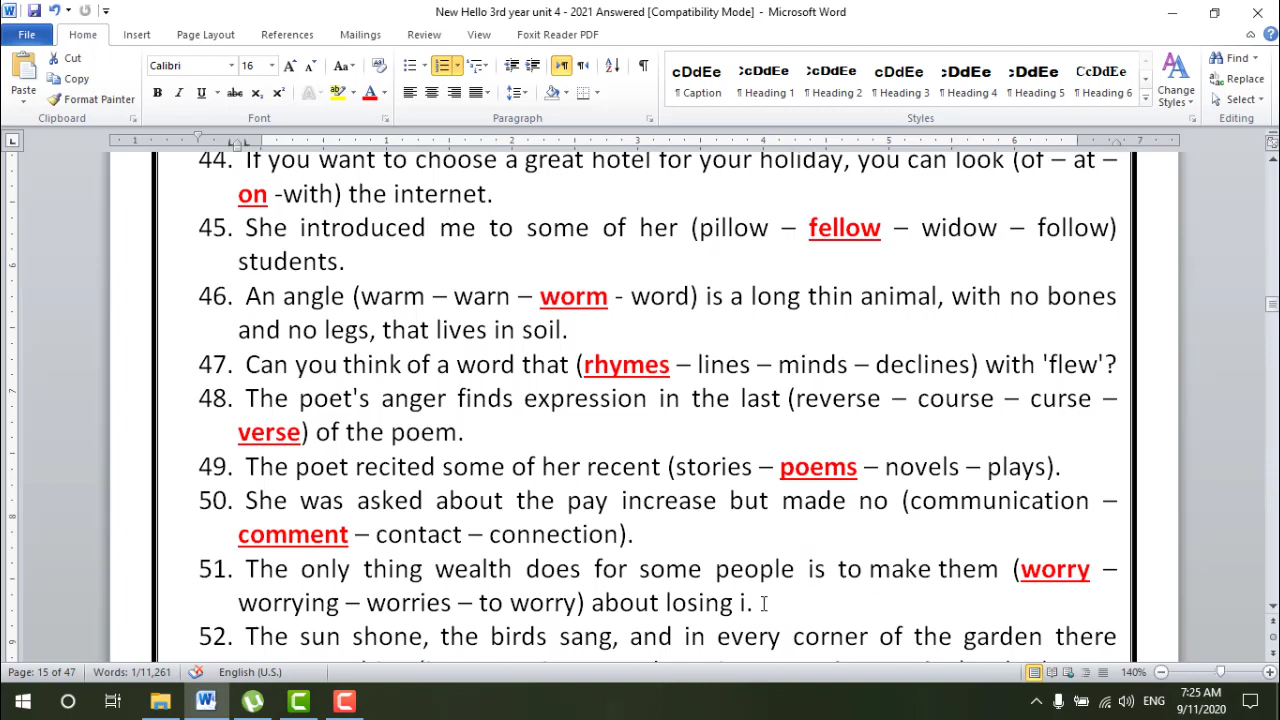 New Hello 3rd year unit 4 - 2021 Answered [Compatibility Mode] - Microsoft Word
File Home Insert Page Layout References Mailings Review View Foxit Reader PDF
Paste Cut Copy Format Painter Clipboard
Calibri 16 Font
Paragraph
cDdEe Caption Heading 1 Heading 2 Heading 3 Heading 4 Heading 5 CcDdEe Heading 6 Change Styles Styles
Find Replace Select Editing
44. If you want to choose a great hotel for your holiday, you can look (of – at –
on -with) the internet.
45. She introduced me to some of her (pillow – fellow – widow – follow)
students.
46. An angle (warm – warn – worm - word) is a long thin animal, with no bones
and no legs, that lives in soil.
47. Can you think of a word that (rhymes – lines – minds – declines) with 'flew'?
48. The poet's anger finds expression in the last (reverse – course – curse –
verse) of the poem.
49. The poet recited some of her recent (stories – poems – novels – plays).
50. She was asked about the pay increase but made no (communication –
comment – contact – connection).
51. The only thing wealth does for some people is to make them (worry –
worrying – worries – to worry) about losing i.
52. The sun shone, the birds sang, and in every corner of the garden there
Page: 15 of 47 Words: 1/11,261 English (U.S.) 140%
ENG 7:25 AM
9/11/2020